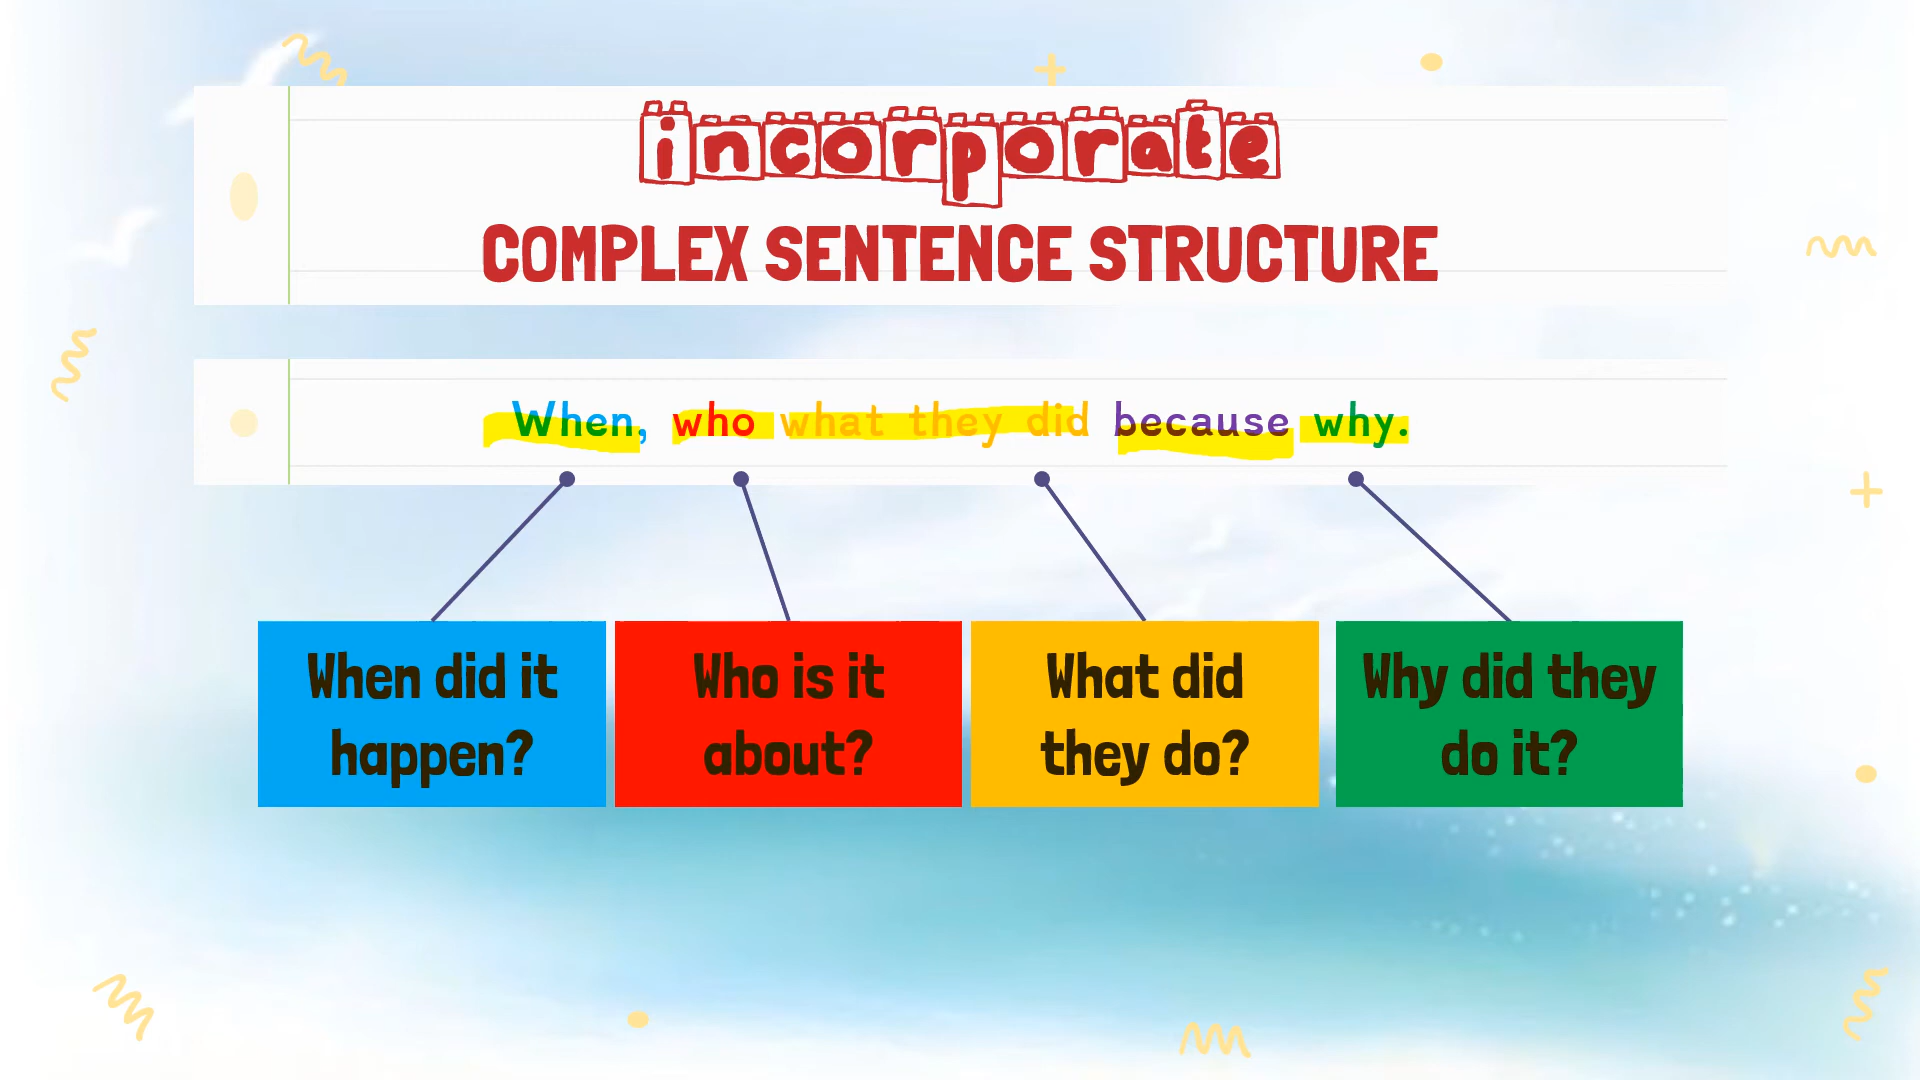 incorporate
COMPLEX SENTENCE STRUCTURE
When, who what they did because why.
When did it
happen?
Who is it
about?
What did
they do?
Why did they
do it?